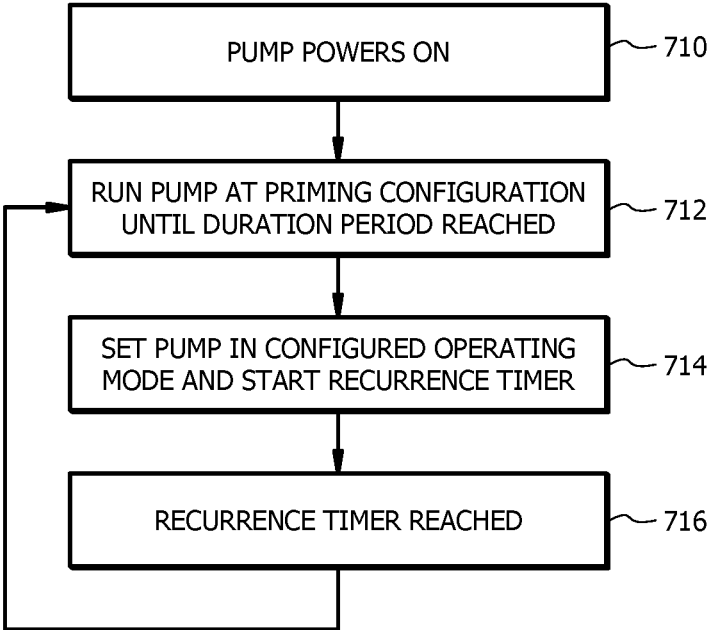 PUMP POWERS ON
710
RUN PUMP AT PRIMING CONFIGURATION
UNTIL DURATION PERIOD REACHED
712
SET PUMP IN CONFIGURED OPERATING
MODE AND START RECURRENCE TIMER
714
RECURRENCE TIMER REACHED
716